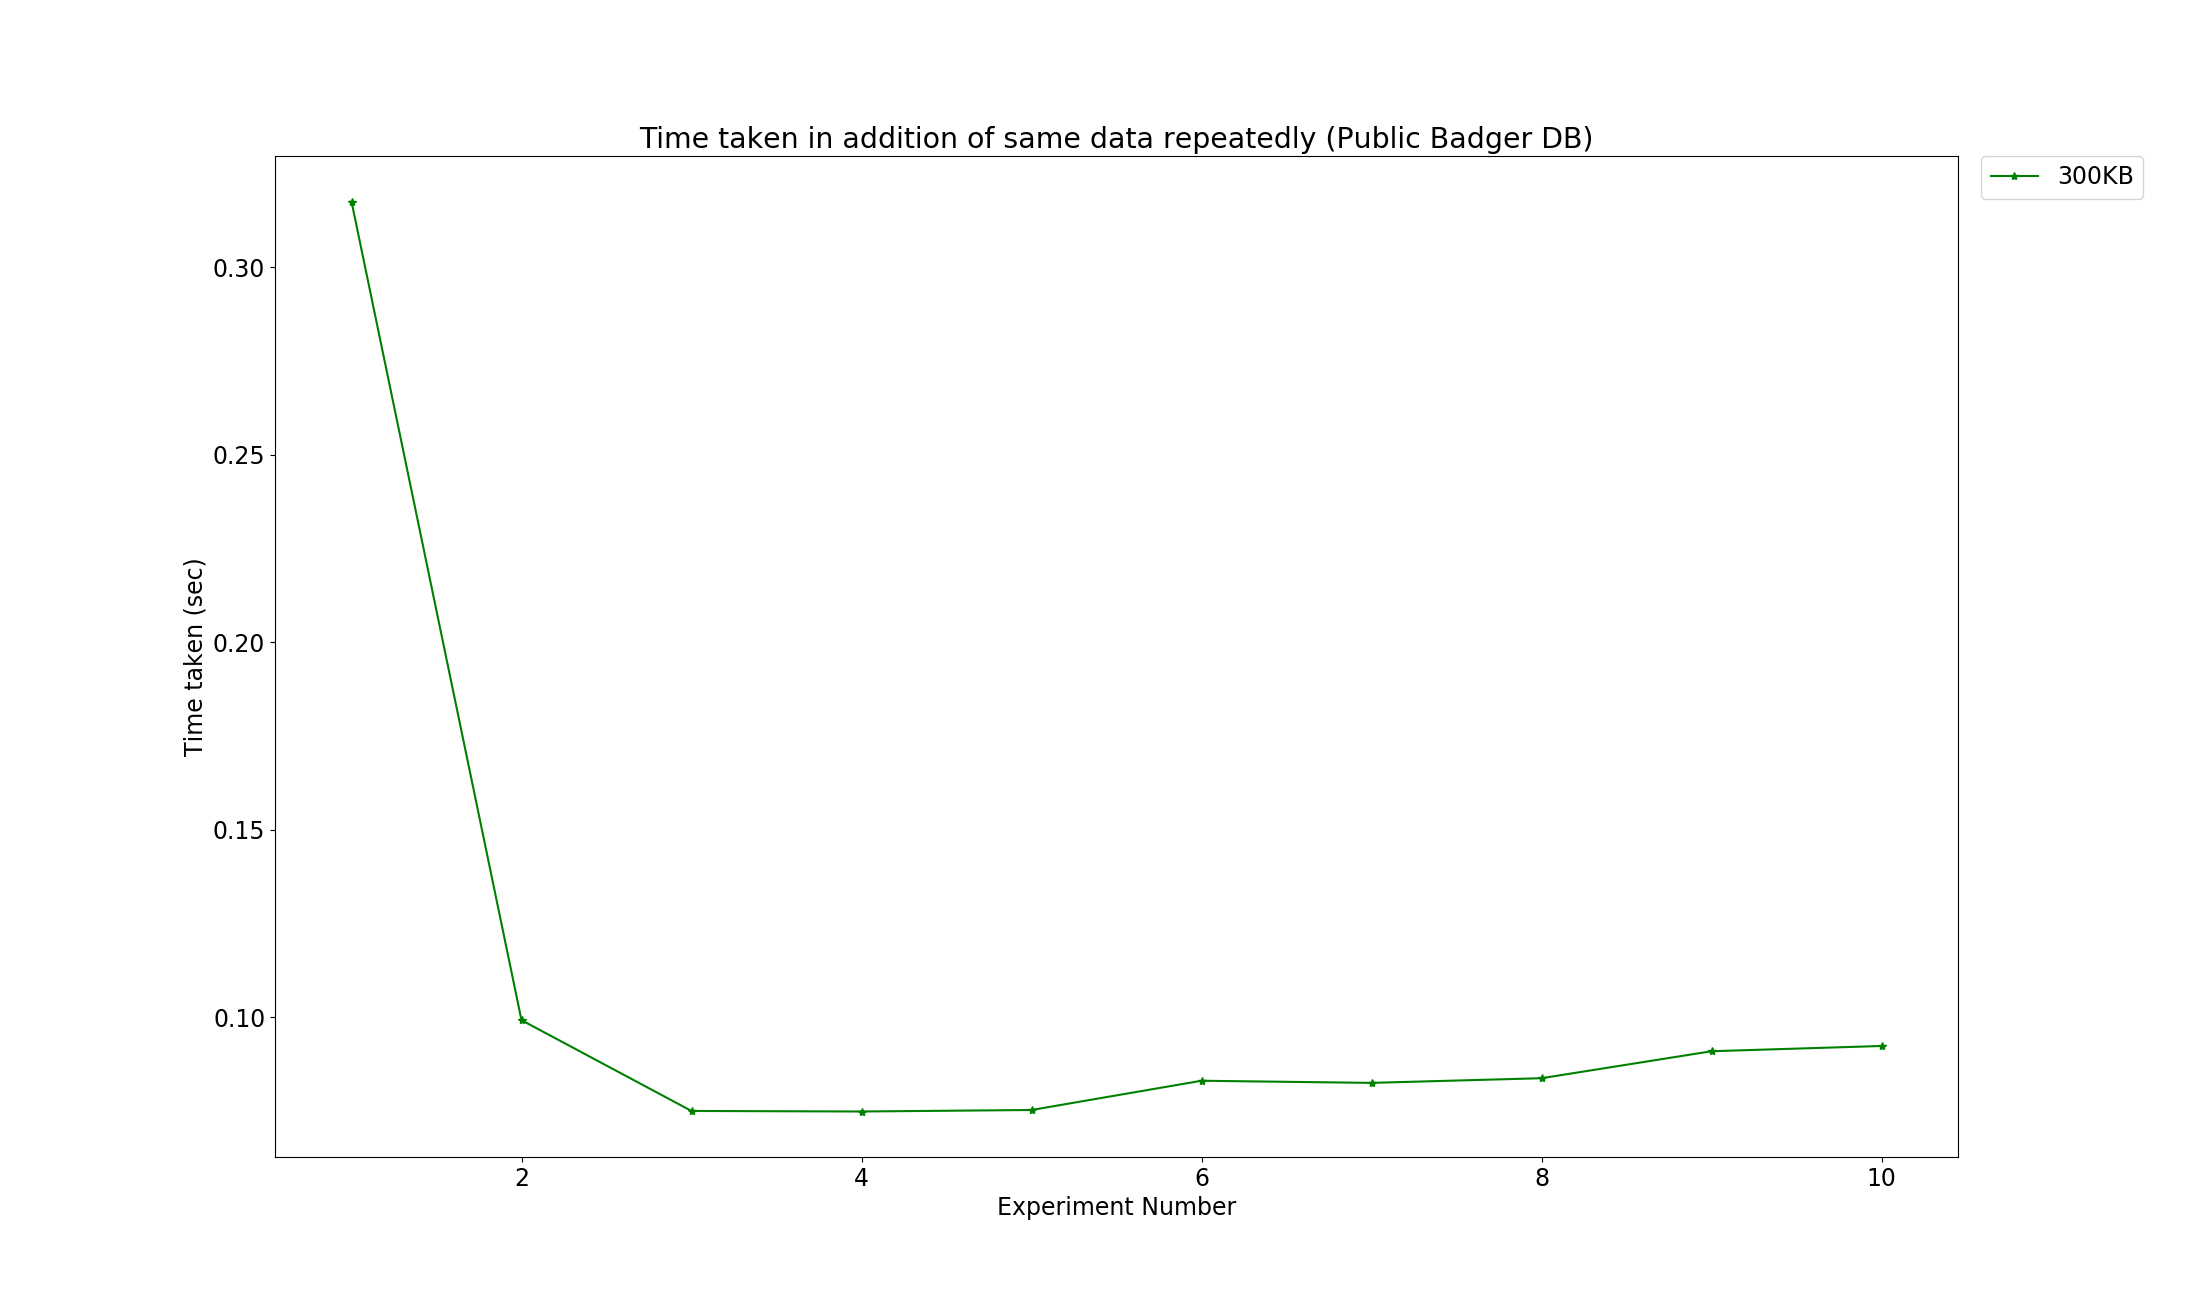 Time taken in addition of same data repeatedly (Public Badger DB)
300KB
0.30
0.25
0.20
0.15
0.10
Time taken (sec)
2 4 6 8 10
Experiment Number